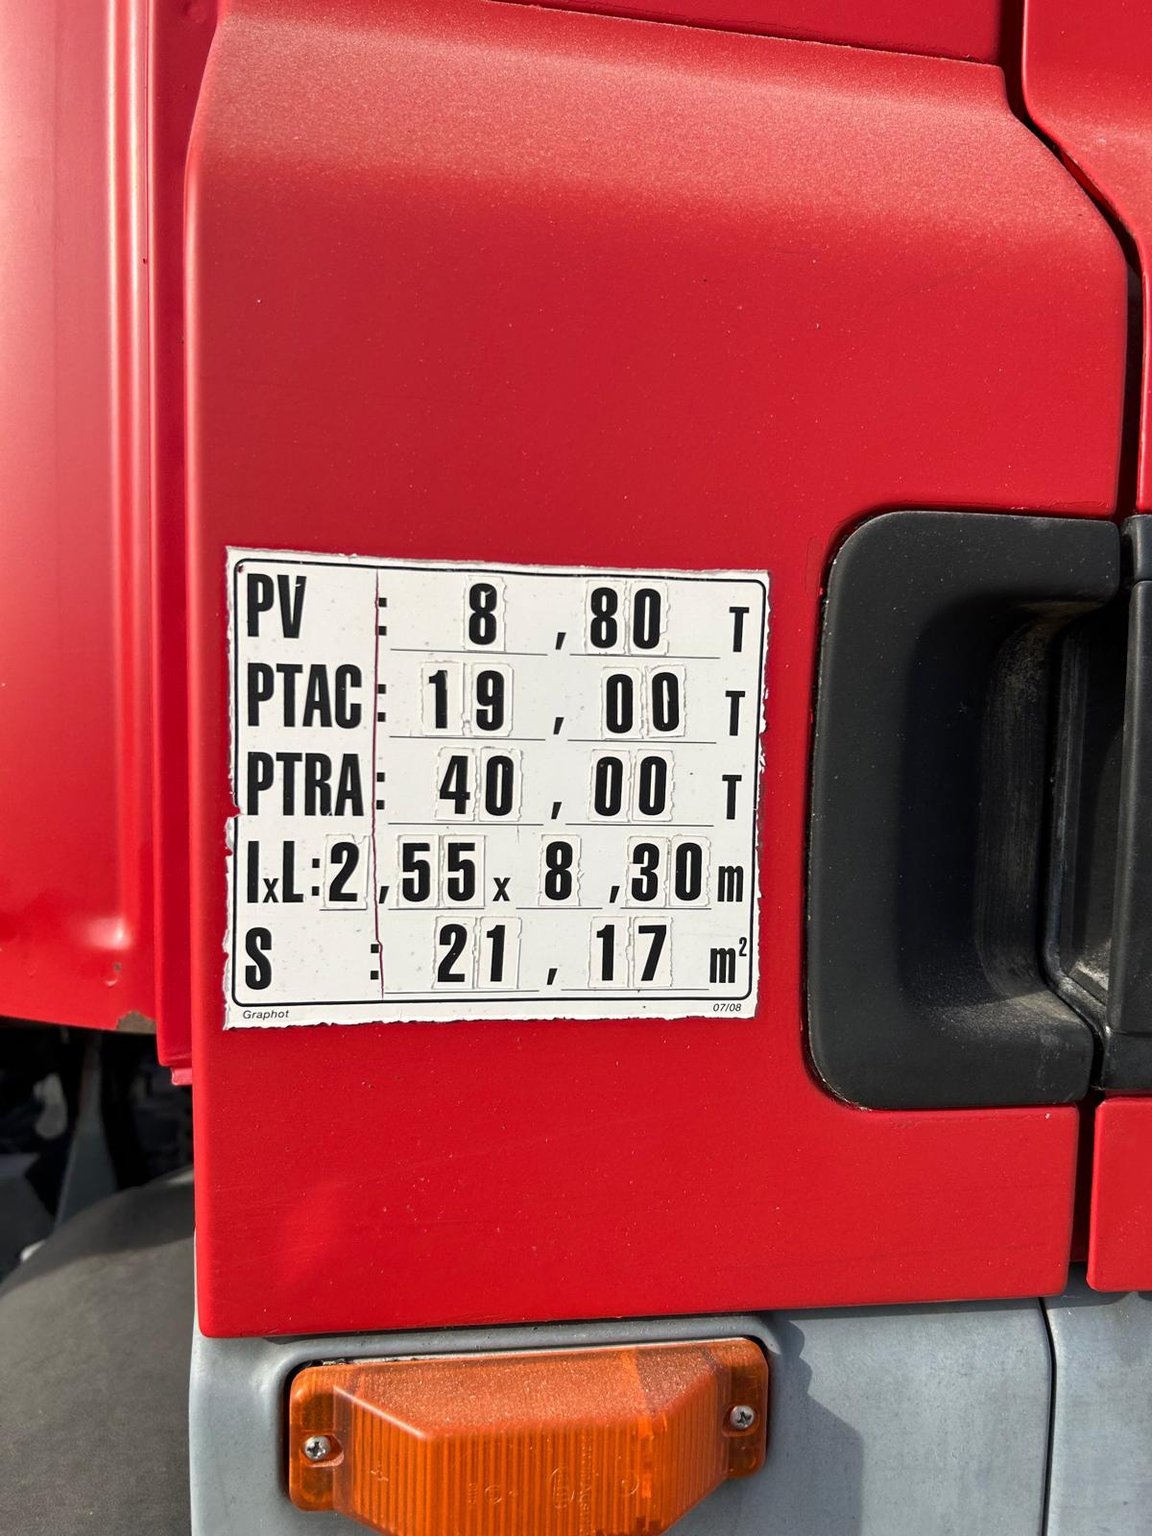 PV : 8,80 T
PTAC : 19,00 T
PTRA : 40,00 T
lxL : 2,55 x 8,30 m
S : 21,17 m²
Graphot 07/08